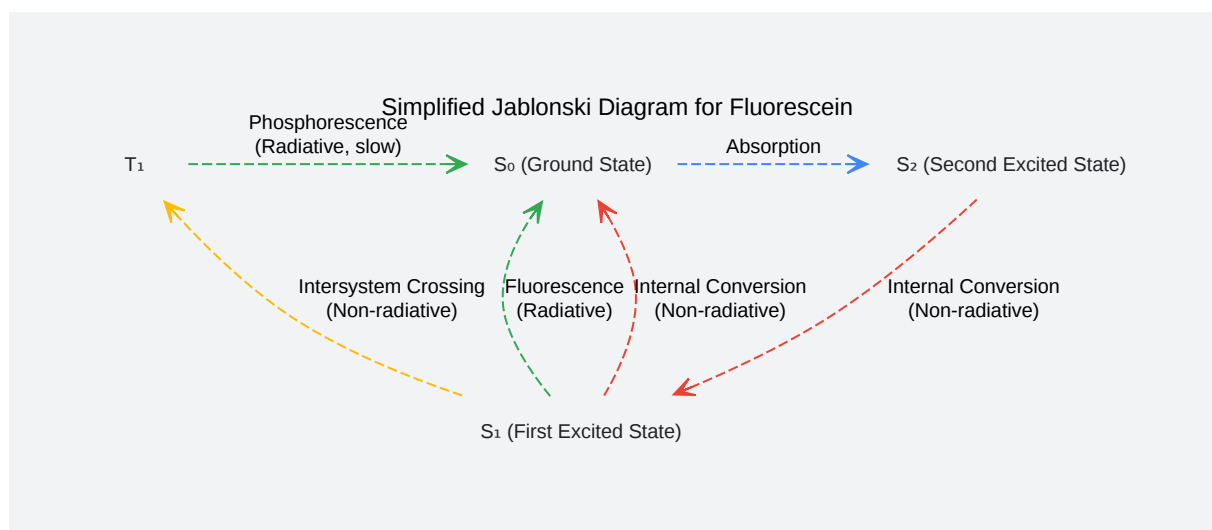 Simplified Jablonski Diagram for Fluorescein
Phosphorescence
(Radiative, slow)
Absorption
T₁
S₀ (Ground State)
S₂ (Second Excited State)
Intersystem Crossing
(Non-radiative)
Fluorescence
(Radiative)
Internal Conversion
(Non-radiative)
Internal Conversion
(Non-radiative)
S₁ (First Excited State)